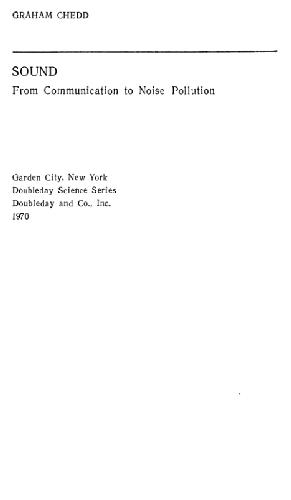 GRAHAM CHEDD
SOUND
From Communication to Noise Pollution
Garden City, New York
Doubleday Science Series
Doubleday and Co., Inc.
1970